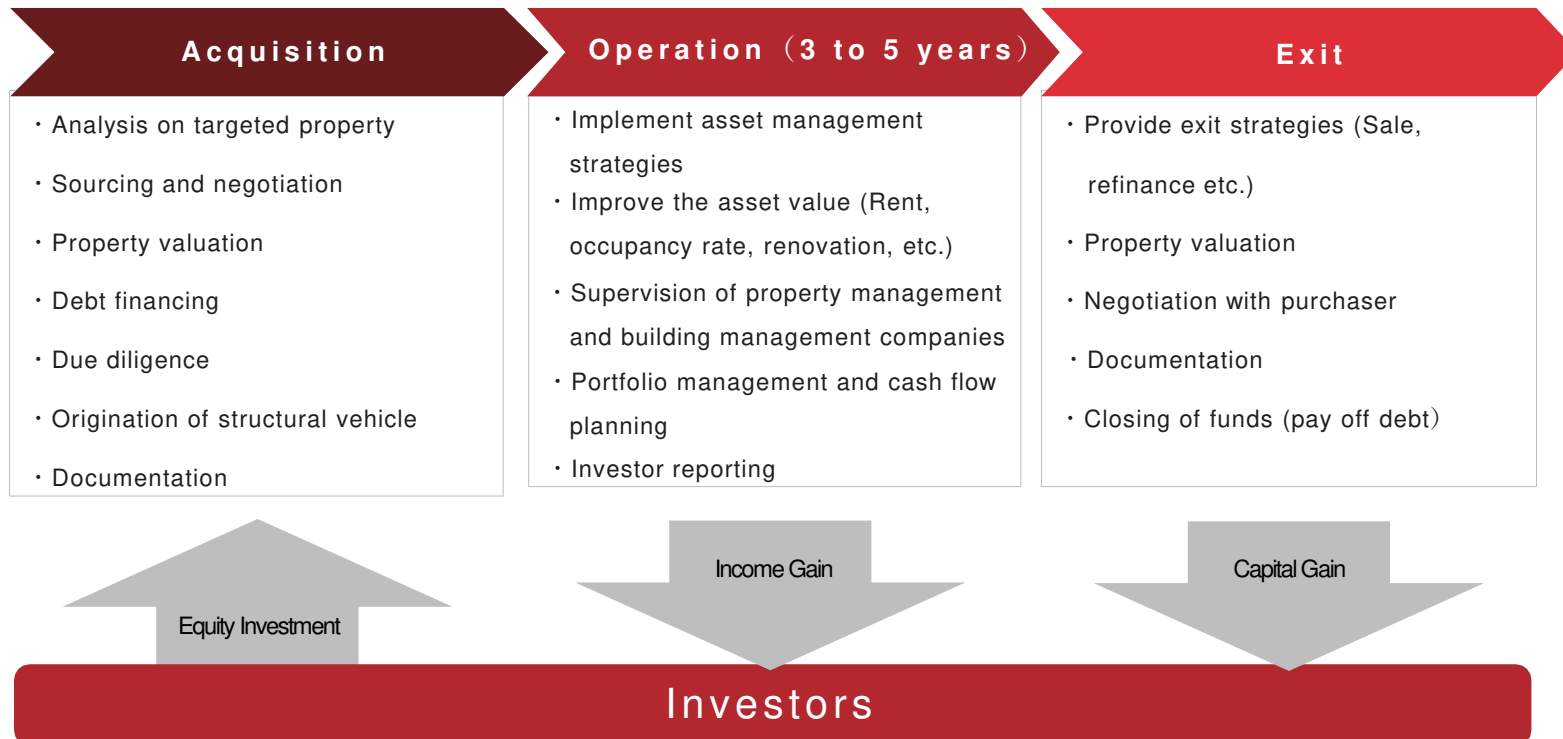 Acquisition
・Analysis on targeted property
・Sourcing and negotiation
・Property valuation
・Debt financing
・Due diligence
・Origination of structural vehicle
・Documentation
Operation（3 to 5 years）
・Implement asset management
strategies
・Improve the asset value (Rent,
occupancy rate, renovation, etc.)
・Supervision of property management
and building management companies
・Portfolio management and cash flow
planning
・Investor reporting
Exit
・Provide exit strategies (Sale,
refinance etc.)
・Property valuation
・Negotiation with purchaser
・Documentation
・Closing of funds (pay off debt）
Equity Investment
Income Gain
Capital Gain
Investors